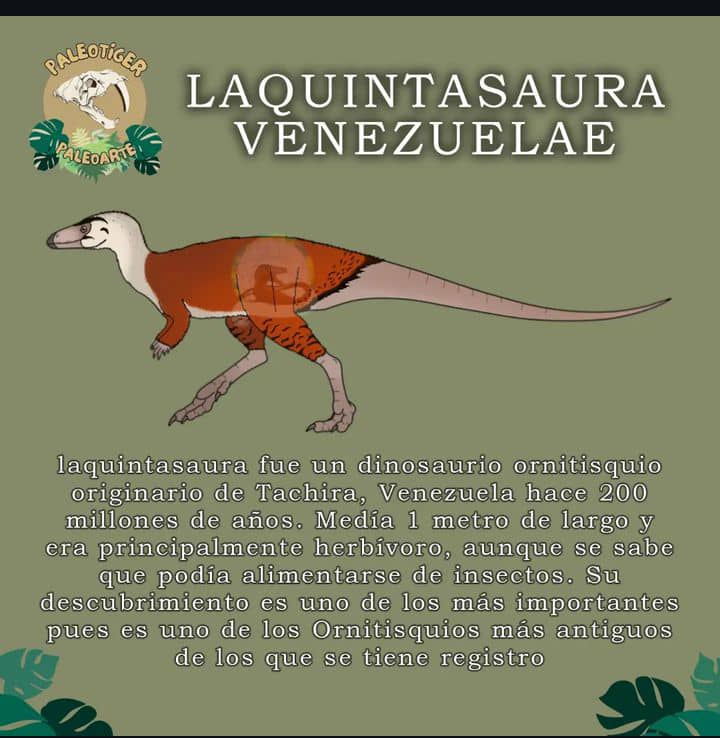 PALEOTIGER
PALEOARTE
LAQUINTASAURA
VENEZUELAE
laquintasaura fue un dinosaurio ornitisquio
originario de Tachira, Venezuela hace 200
millones de años. Medía 1 metro de largo y
era principalmente herbívoro, aunque se sabe
que podía alimentarse de insectos. Su
descubrimiento es uno de los más importantes
pues es uno de los Ornitisquios más antiguos
de los que se tiene registro